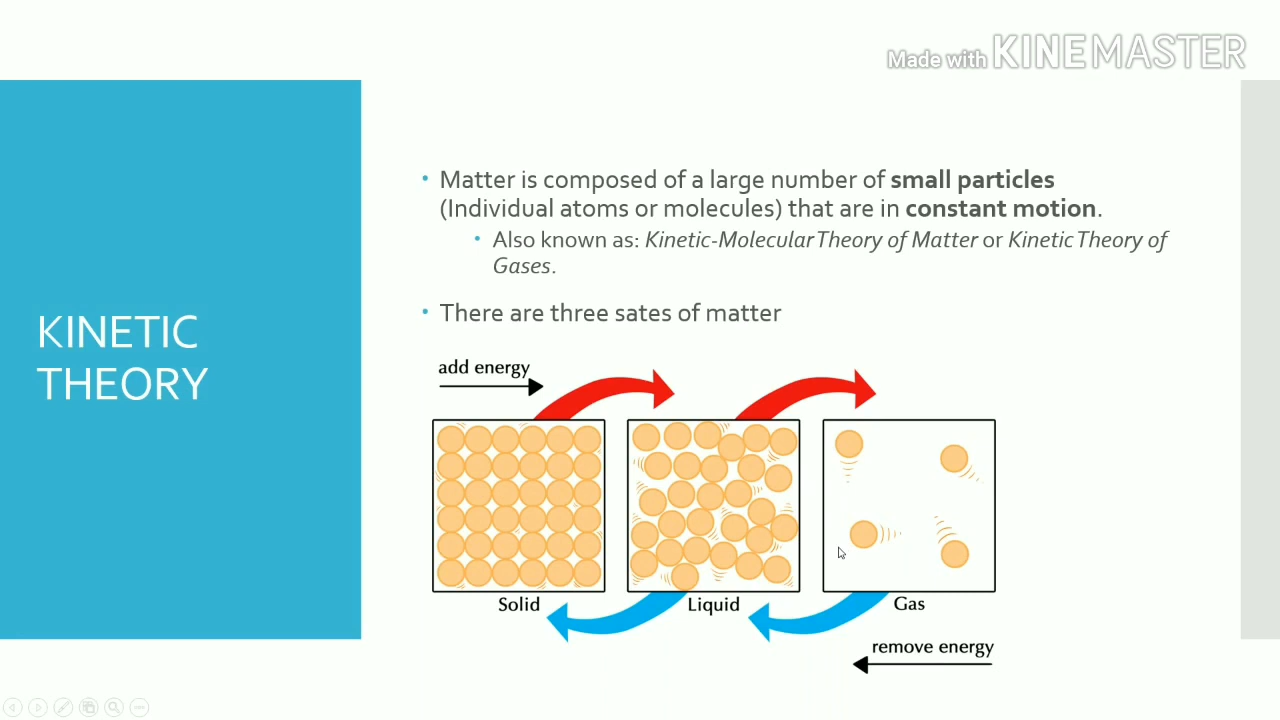 Made with KINEMASTER
KINETIC
THEORY
• Matter is composed of a large number of small particles
(Individual atoms or molecules) that are in constant motion.
• Also known as: Kinetic-Molecular Theory of Matter or Kinetic Theory of
Gases.
• There are three sates of matter
add energy
Solid
Liquid
Gas
remove energy